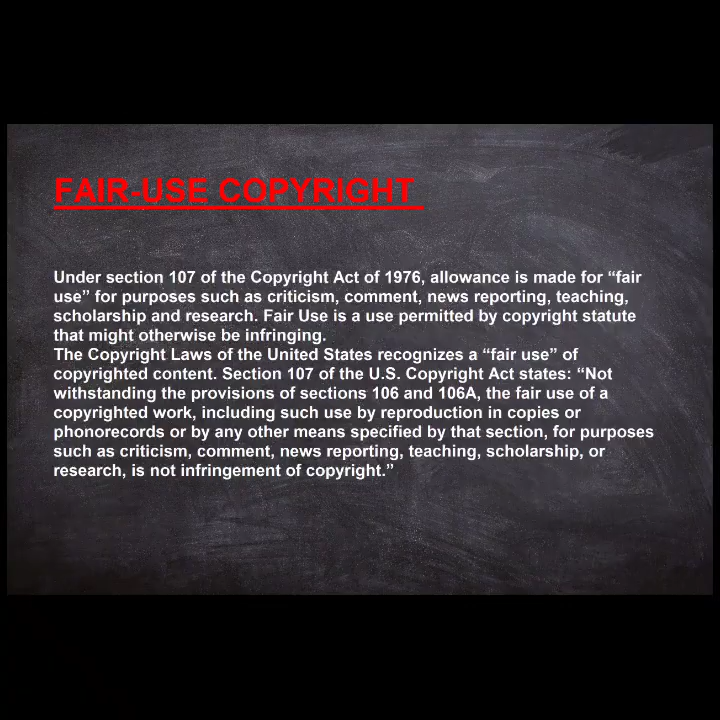 FAIR-USE COPYRIGHT
Under section 107 of the Copyright Act of 1976, allowance is made for “fair
use” for purposes such as criticism, comment, news reporting, teaching,
scholarship and research. Fair Use is a use permitted by copyright statute
that might otherwise be infringing.
The Copyright Laws of the United States recognizes a “fair use” of
copyrighted content. Section 107 of the U.S. Copyright Act states: “Not
withstanding the provisions of sections 106 and 106A, the fair use of a
copyrighted work, including such use by reproduction in copies or
phonorecords or by any other means specified by that section, for purposes
such as criticism, comment, news reporting, teaching, scholarship, or
research, is not infringement of copyright.”